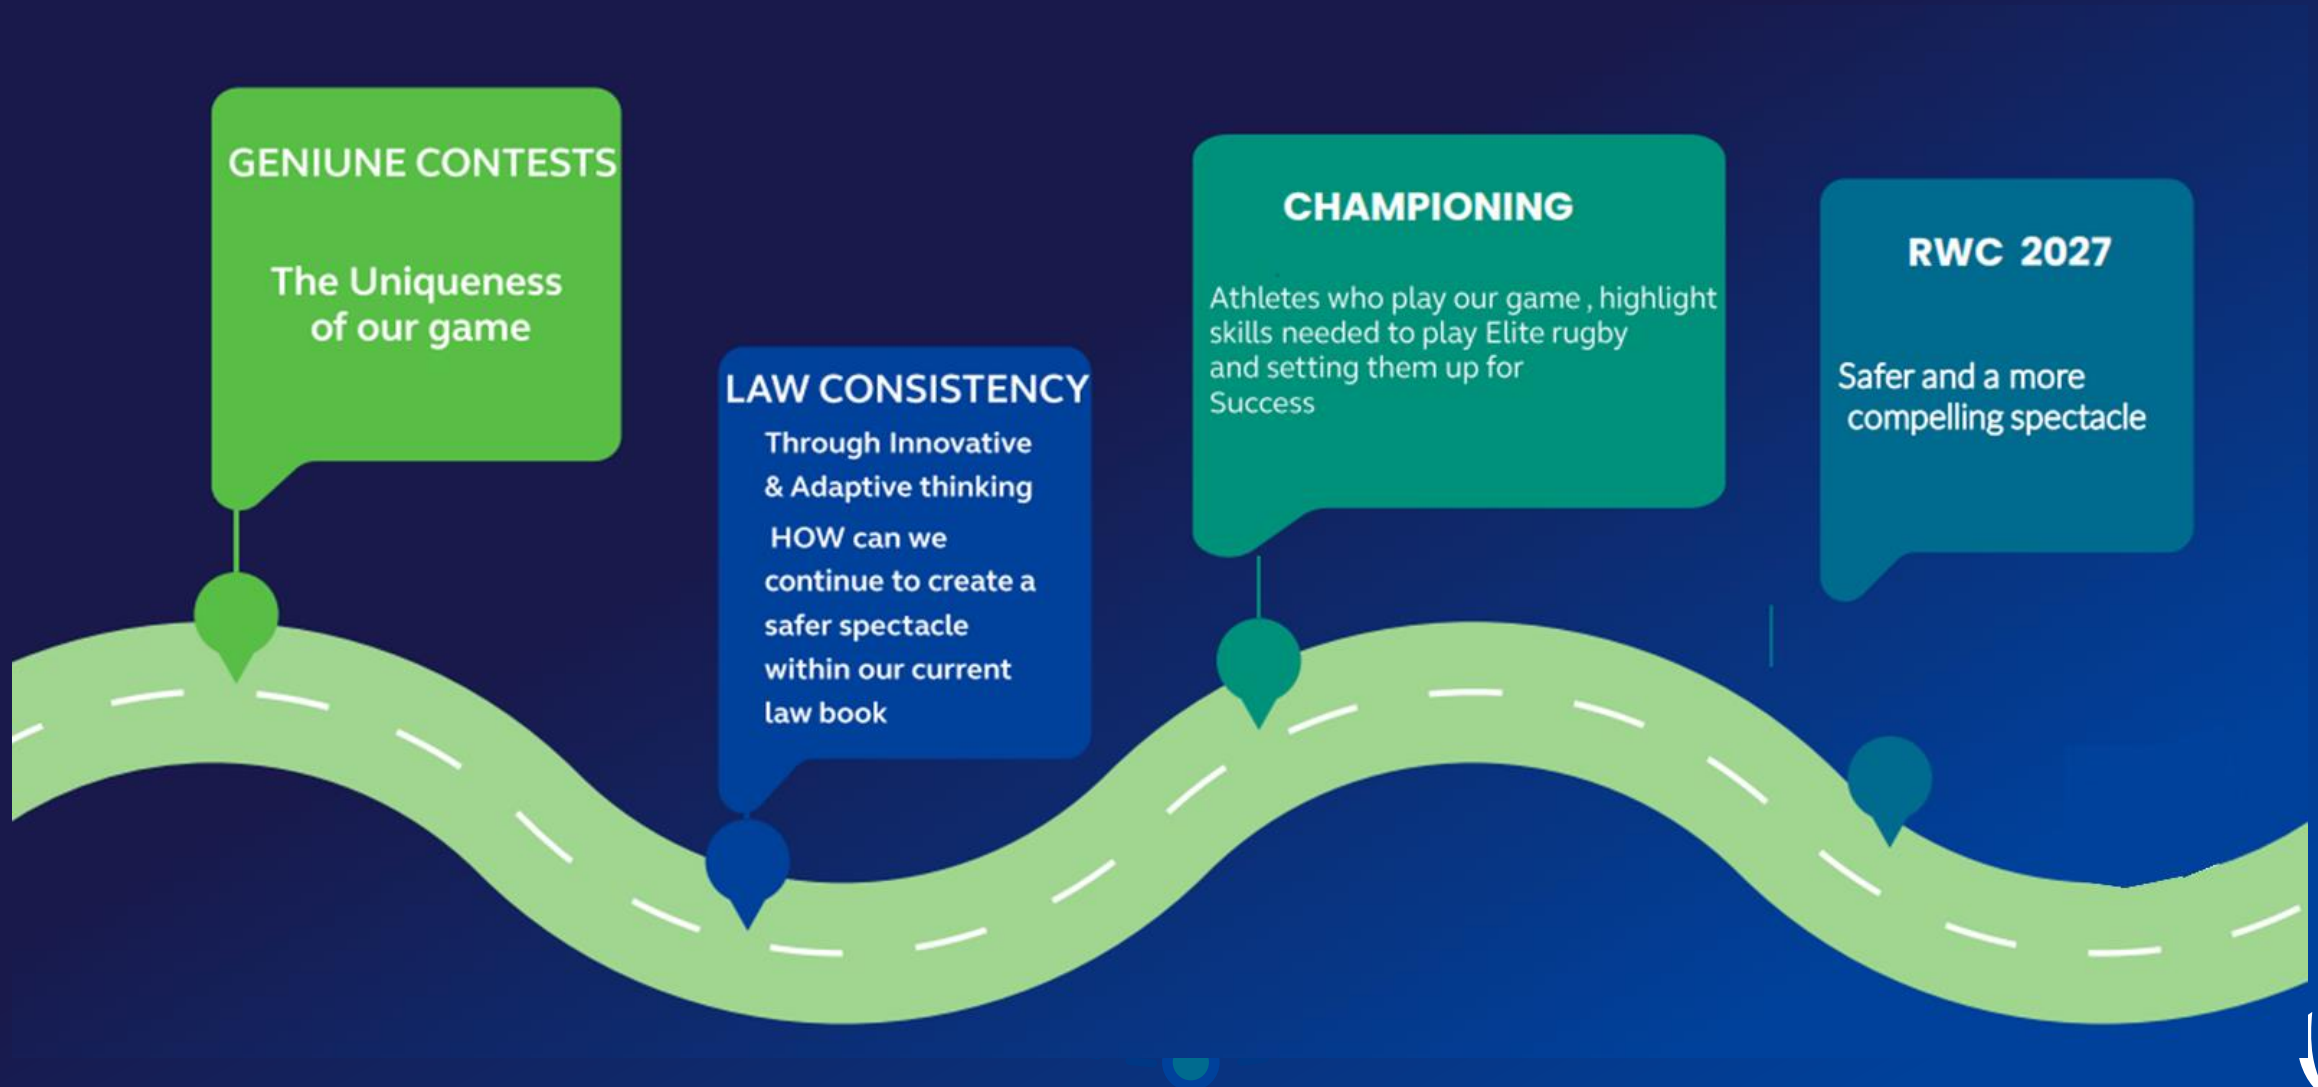 GENIUNE CONTESTS
The Uniqueness
of our game
LAW CONSISTENCY
Through Innovative
& Adaptive thinking
HOW can we
continue to create a
safer spectacle
within our current
law book
CHAMPIONING
Athletes who play our game , highlight
skills needed to play Elite rugby
and setting them up for
Success
RWC 2027
Safer and a more
compelling spectacle